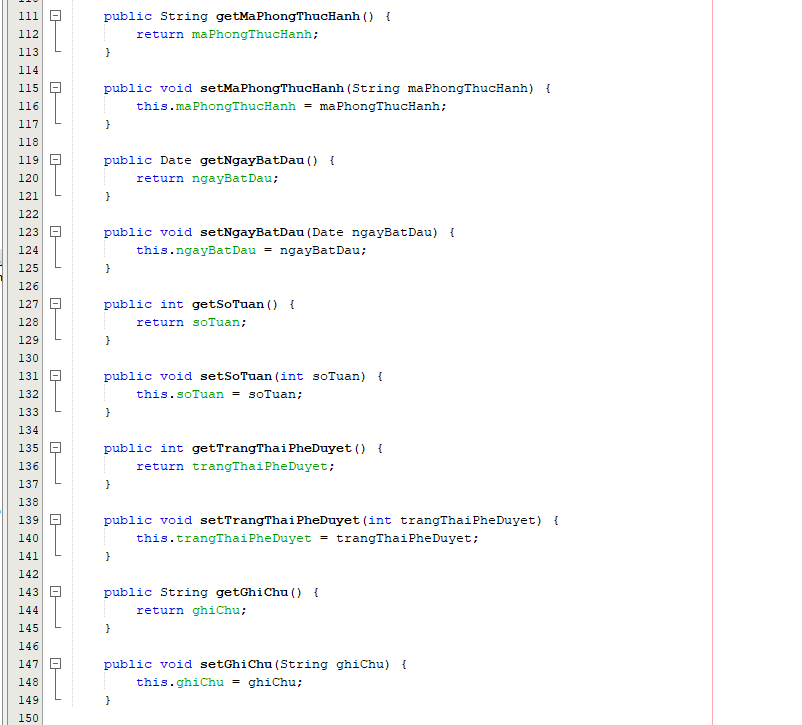 111 public String getMaPhongThucHanh() {
112 return maPhongThucHanh;
113 }
114
115 public void setMaPhongThucHanh(String maPhongThucHanh) {
116 this.maPhongThucHanh = maPhongThucHanh;
117 }
118
119 public Date getNgayBatDau() {
120 return ngayBatDau;
121 }
122
123 public void setNgayBatDau(Date ngayBatDau) {
124 this.ngayBatDau = ngayBatDau;
125 }
126
127 public int getSoTuan() {
128 return soTuan;
129 }
130
131 public void setSoTuan(int soTuan) {
132 this.soTuan = soTuan;
133 }
134
135 public int getTrangThaiPheDuyet() {
136 return trangThaiPheDuyet;
137 }
138
139 public void setTrangThaiPheDuyet(int trangThaiPheDuyet) {
140 this.trangThaiPheDuyet = trangThaiPheDuyet;
141 }
142
143 public String getGhiChu() {
144 return ghiChu;
145 }
146
147 public void setGhiChu(String ghiChu) {
148 this.ghiChu = ghiChu;
149 }
150